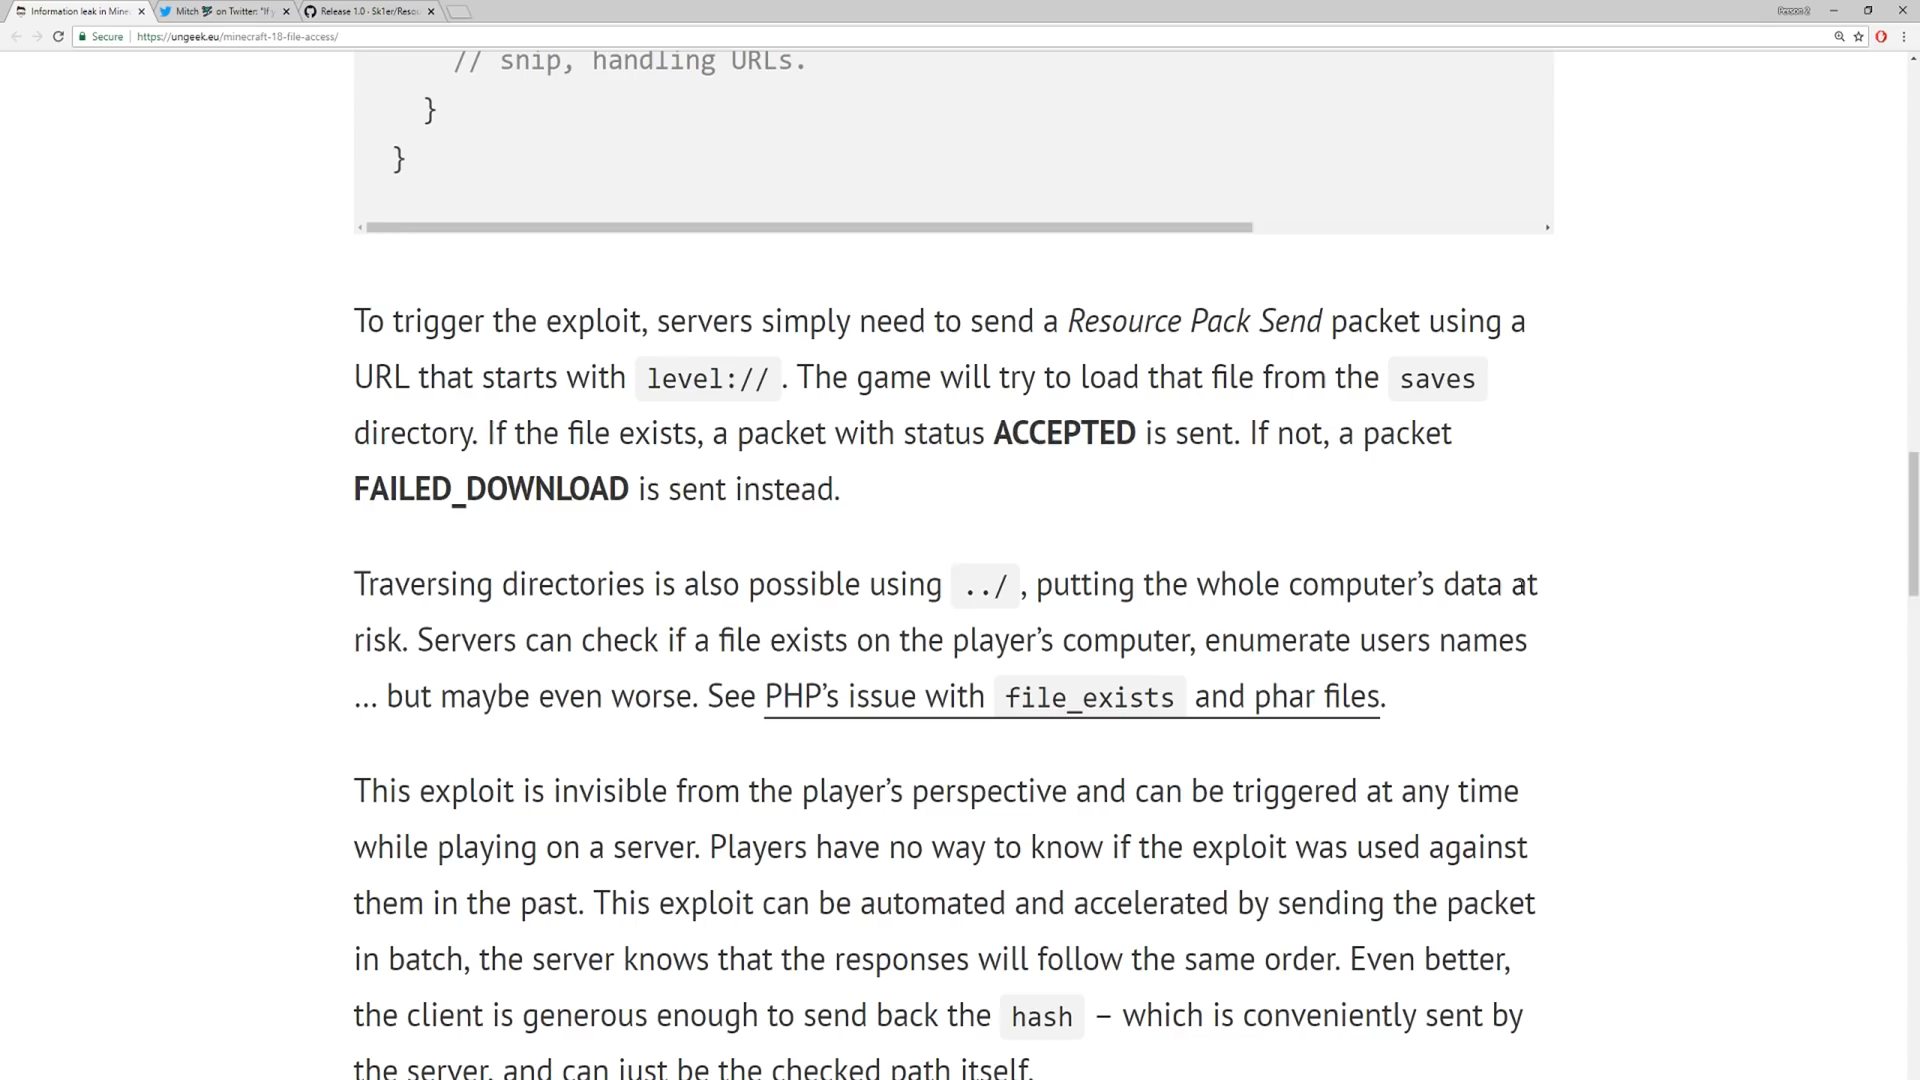 Information leak in Mine
Mitch on Twitter: "If y
Release 1.0 · Sk1er/Resou
Person 2
Secure
https://ungeek.eu/minecraft-18-file-access/
// snip, handling URLs.
}
}
To trigger the exploit, servers simply need to send a Resource Pack Send packet using a
URL that starts with level:// . The game will try to load that file from the saves
directory. If the file exists, a packet with status ACCEPTED is sent. If not, a packet
FAILED_DOWNLOAD is sent instead.
Traversing directories is also possible using ../ , putting the whole computer’s data at
risk. Servers can check if a file exists on the player’s computer, enumerate users names
… but maybe even worse. See PHP’s issue with file_exists and phar files.
This exploit is invisible from the player’s perspective and can be triggered at any time
while playing on a server. Players have no way to know if the exploit was used against
them in the past. This exploit can be automated and accelerated by sending the packet
in batch, the server knows that the responses will follow the same order. Even better,
the client is generous enough to send back the hash – which is conveniently sent by
the server, and can just be the checked path itself.